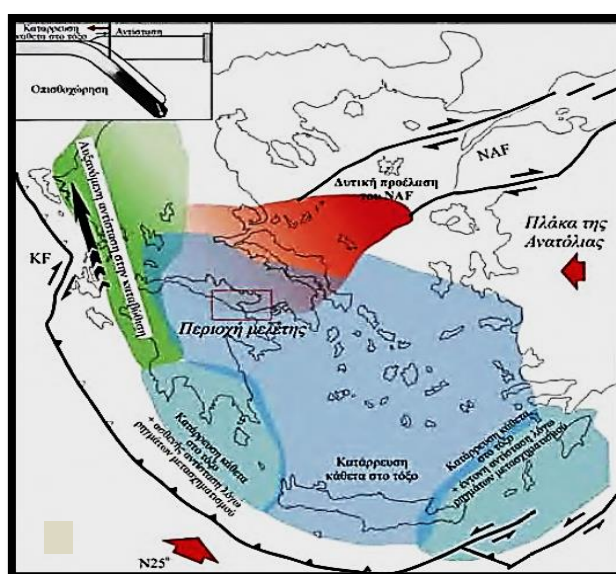 Κατάρρευση
κάθετα στο τόξο
Αντίσταση
Οπισθοχώρηση
Αυξανόμενη αντίσταση στην καταβύθιση
Δυτική προέλαση
του NAF
NAF
Πλάκα της
Ανατόλιας
KF
Περιοχή μελέτης
Κατάρρευση κάθετα
στο τόξο
+ ασθενής αντίσταση λόγω
ρηγμάτων μετασχηματισμού
Κατάρρευση
κάθετα στο τόξο
Κατάρρευση κάθετα
στο τόξο
+ έντονη αντίσταση λόγω
ρηγμάτων μετασχηματισμού
N25°